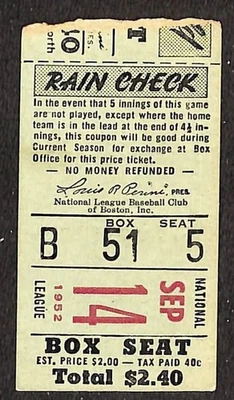 RAIN CHECK
In the event that 5 innings of this game
are not played, except where the home
team is in the lead at the end of 4½ in-
nings, this coupon will be good during
Current Season for exchange at Box
Office for this price ticket.
— NO MONEY REFUNDED —
Louis R. Perini, PRES.
National League Baseball Club
of Boston, Inc.
BOX SEAT
B 51 5
LEAGUE
1952
14
SEP
NATIONAL
BOX SEAT
EST. PRICE $2.00 — TAX PAID 40c
Total $2.40